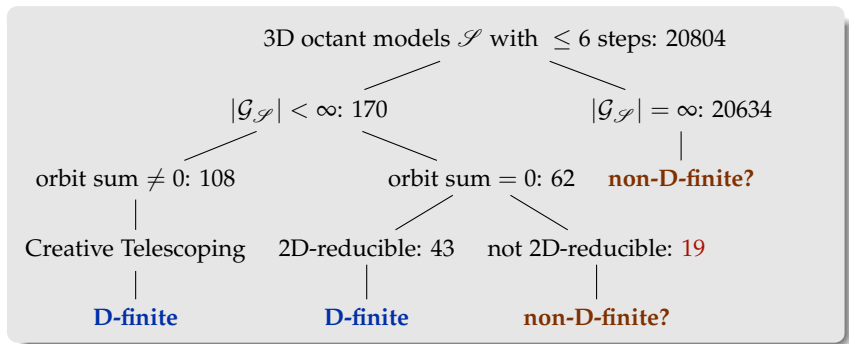 3D octant models 𝒮 with ≤ 6 steps: 20804
|𝒢𝒮| < ∞: 170 |𝒢𝒮| = ∞: 20634
orbit sum ≠ 0: 108 orbit sum = 0: 62 non-D-finite?
Creative Telescoping 2D-reducible: 43 not 2D-reducible: 19
D-finite D-finite non-D-finite?